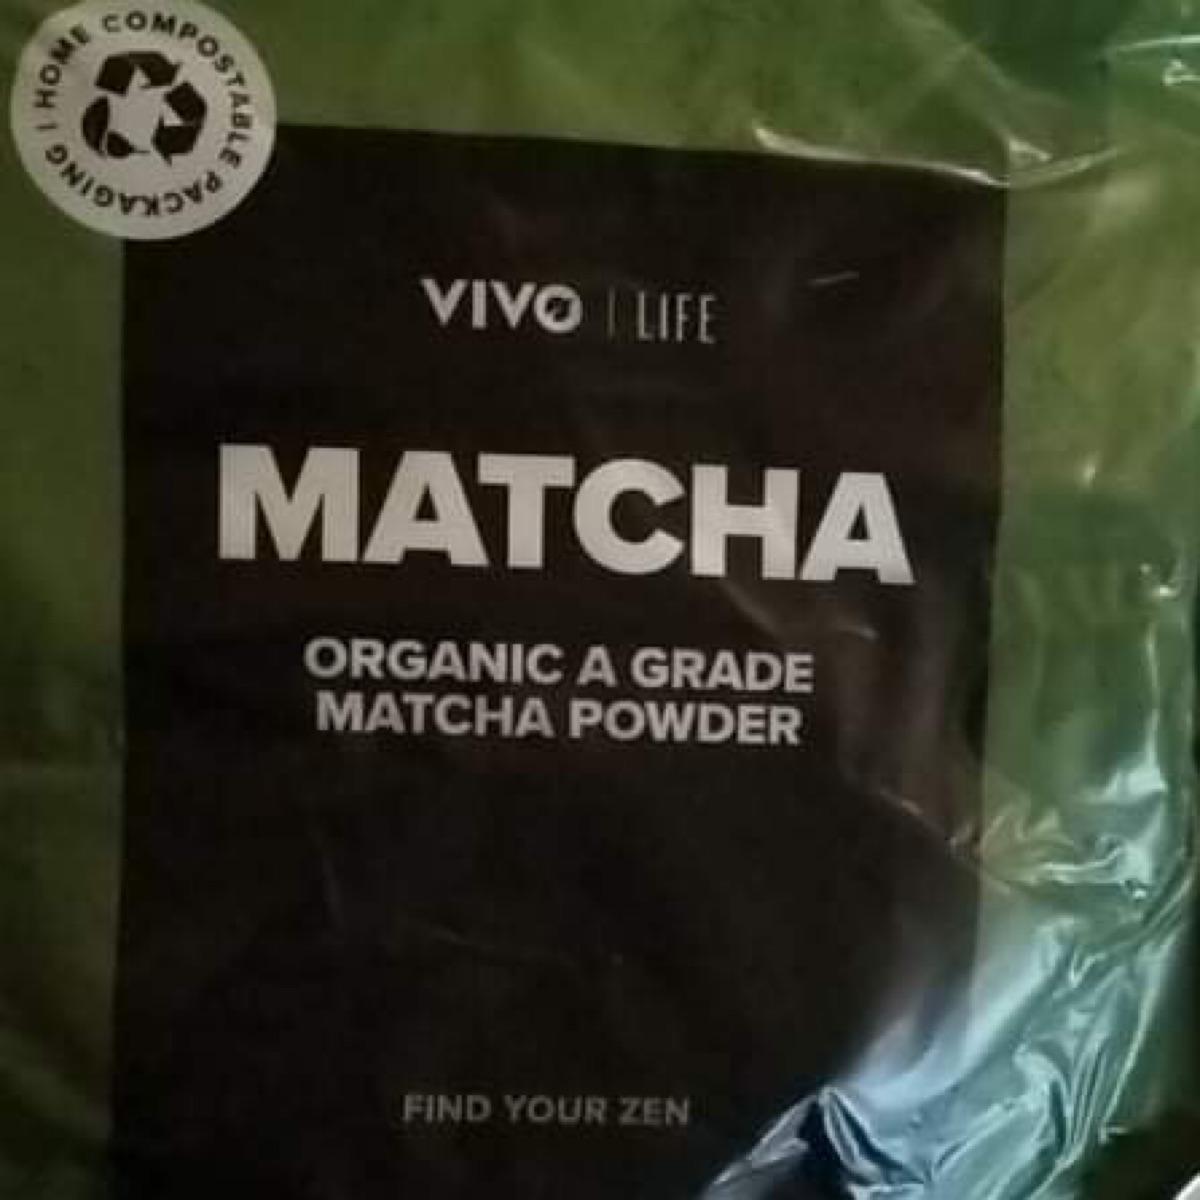 HOME COMPOSTABLE PACKAGING |
VIVO | LIFE
MATCHA
ORGANIC A GRADE
MATCHA POWDER
FIND YOUR ZEN